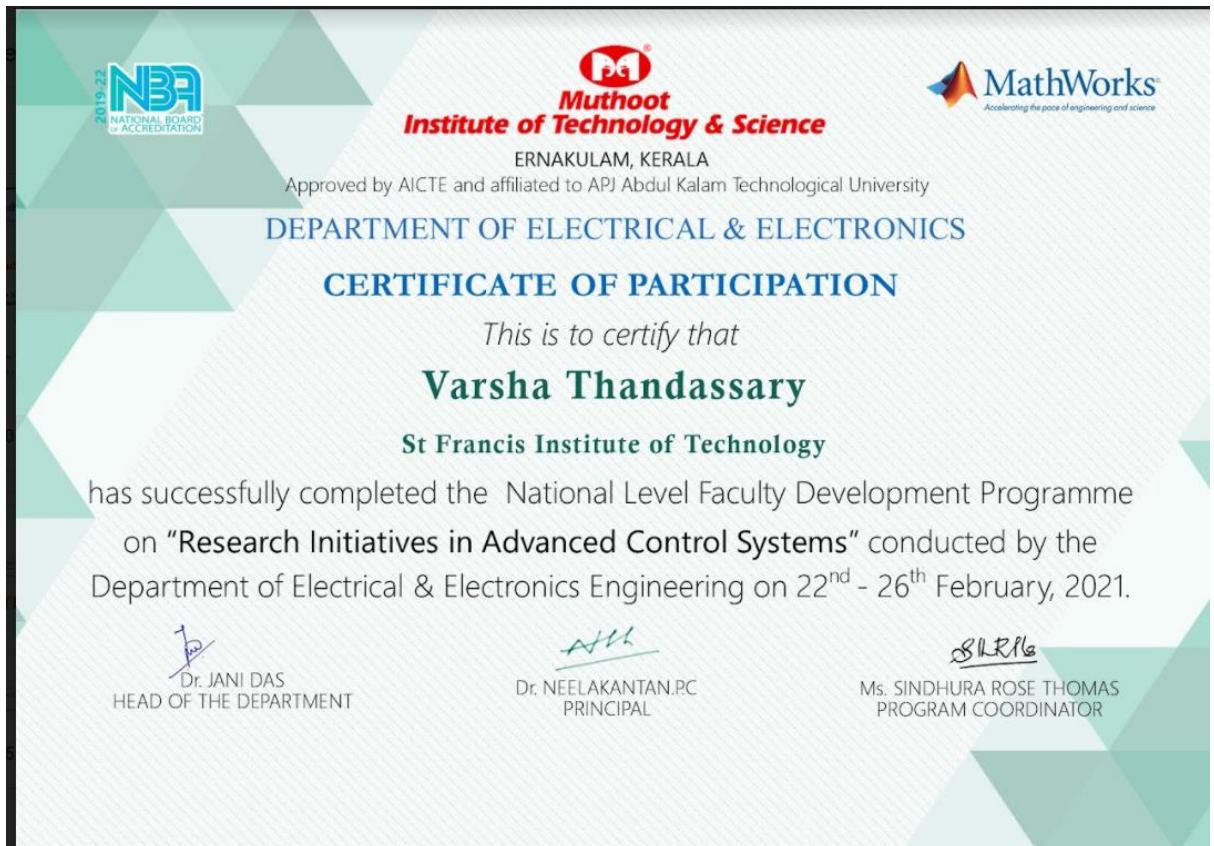 2019-22
NBA
NATIONAL BOARD
OF ACCREDITATION
Muthoot
Institute of Technology & Science
MathWorks®
Accelerating the pace of engineering and science
ERNAKULAM, KERALA
Approved by AICTE and affiliated to APJ Abdul Kalam Technological University
DEPARTMENT OF ELECTRICAL & ELECTRONICS
CERTIFICATE OF PARTICIPATION
This is to certify that
Varsha Thandassary
St Francis Institute of Technology
has successfully completed the National Level Faculty Development Programme
on “Research Initiatives in Advanced Control Systems” conducted by the
Department of Electrical & Electronics Engineering on 22nd - 26th February, 2021.
Dr. JANI DAS
HEAD OF THE DEPARTMENT
Dr. NEELAKANTAN.P.C
PRINCIPAL
Ms. SINDHURA ROSE THOMAS
PROGRAM COORDINATOR